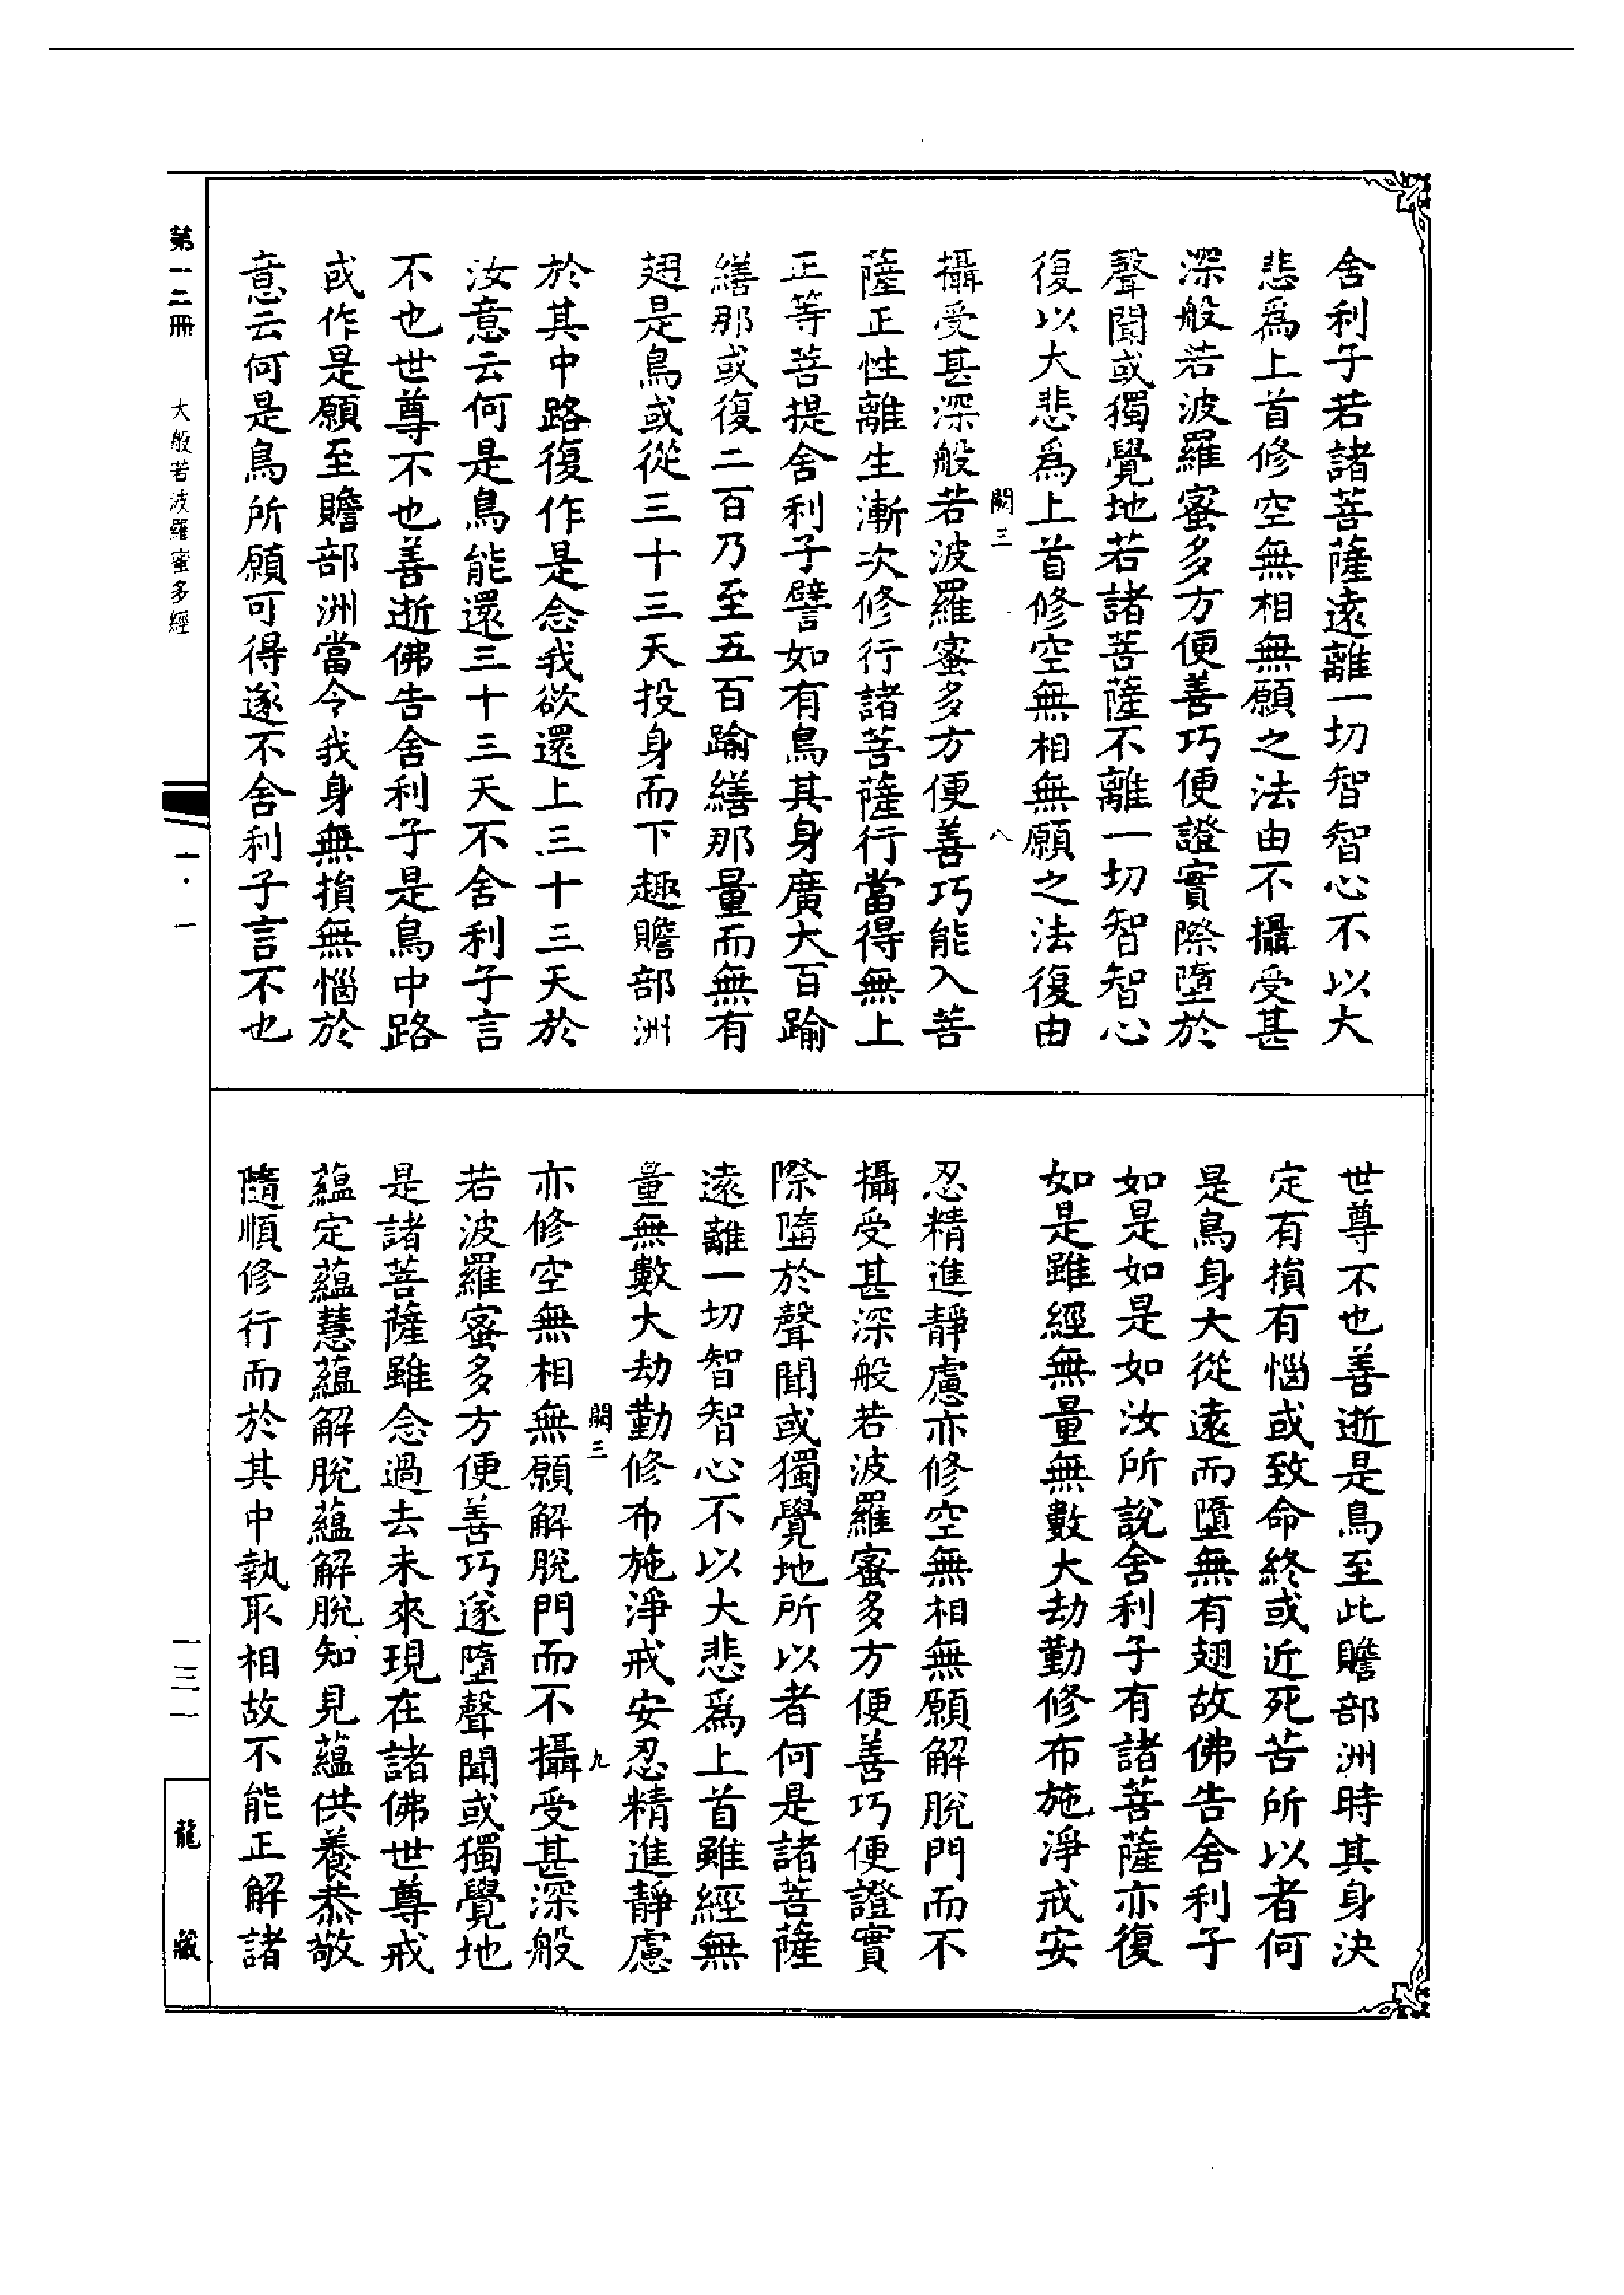 舍利子若諸菩薩遠離一切智智心不以大
悲爲上首修空無相無願之法由不攝受甚
深般若波羅蜜多方便善巧便證實際墮於
聲聞或獨覺地若諸菩薩不離一切智智心
復以大悲爲上首修空無相無願之法復由
闕三 八
攝受甚深般若波羅蜜多方便善巧能入菩
薩正性離生漸次修行諸菩薩行當得無上
正等菩提舍利子譬如有鳥其身廣大百踰
繕那或復二百乃至五百踰繕那量而無有
翅是鳥或從三十三天投身而下趣贍部洲
於其中路復作是念我欲還上三十三天於
汝意云何是鳥能還三十三天不舍利子言
不也世尊不也善逝佛告舍利子是鳥中路
或作是願至贍部洲當令我身無損無惱於
意云何是鳥所願可得遂不舍利子言不也
世尊不也善逝是鳥至此贍部洲時其身決
定有損有惱或致命終或近死苦所以者何
是鳥身大從遠而墮無有翅故佛告舍利子
如是如是如汝所說舍利子有諸菩薩亦復
如是雖經無量無數大劫勤修布施淨戒安
忍精進靜慮亦修空無相無願解脫門而不
攝受甚深般若波羅蜜多方便善巧便證實
際墮於聲聞或獨覺地所以者何是諸菩薩
遠離一切智智心不以大悲爲上首雖經無
量無數大劫勤修布施淨戒安忍精進靜慮
闕三 九
亦修空無相無願解脫門而不攝受甚深般
若波羅蜜多方便善巧遂墮聲聞或獨覺地
是諸菩薩雖念過去未來現在諸佛世尊戒
蘊定蘊慧蘊解脫蘊解脫知見蘊供養恭敬
隨順修行而於其中執取相故不能正解諸
第一二冊 大般若波羅蜜多經
一·一
一三一
龍藏